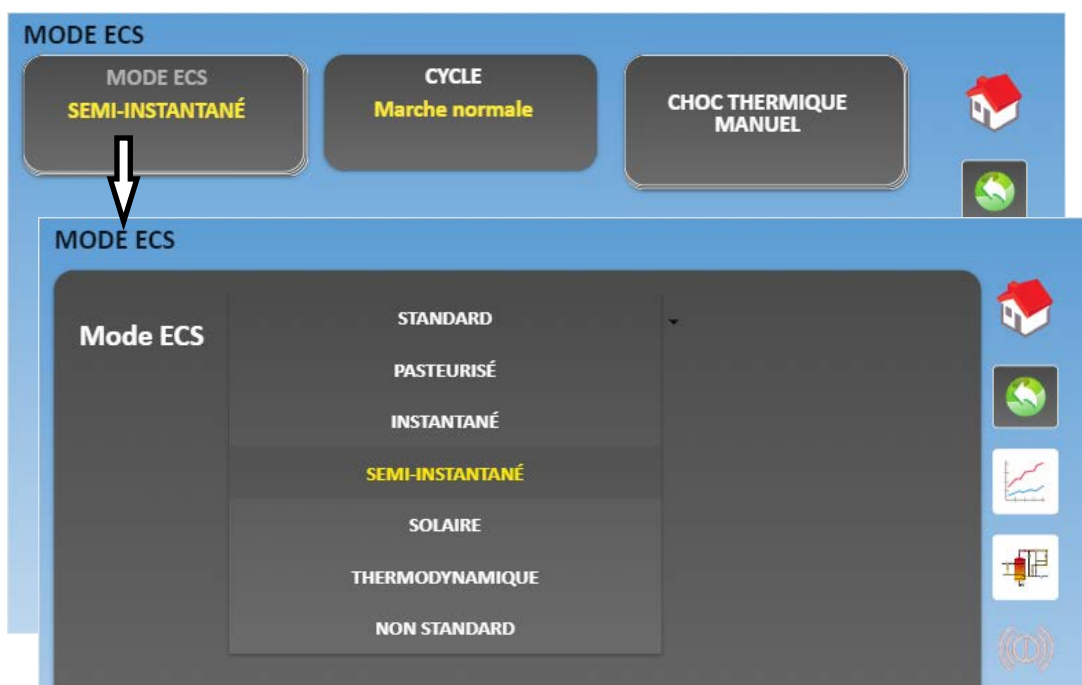 MODE ECS
MODE ECS
SEMI-INSTANTANÉ
CYCLE
Marche normale
CHOC THERMIQUE
MANUEL
MODE ECS
Mode ECS
STANDARD
PASTEURISÉ
INSTANTANÉ
SEMI-INSTANTANÉ
SOLAIRE
THERMODYNAMIQUE
NON STANDARD